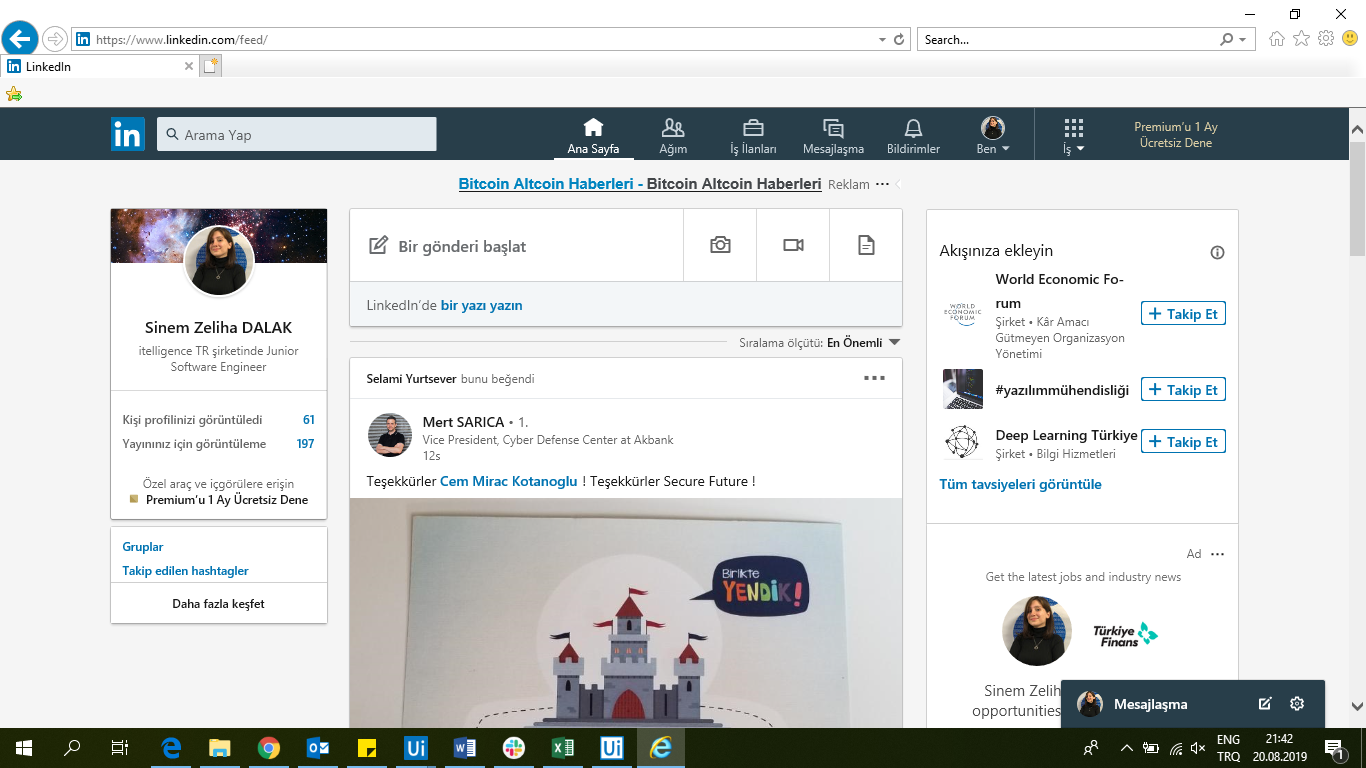 https://www.linkedin.com/feed/
Search...
LinkedIn
in
Arama Yap
Ana Sayfa
Ağım
İş İlanları
Mesajlaşma
Bildirimler
Ben
İş
Premium'u 1 Ay
Ücretsiz Dene
Bitcoin Altcoin Haberleri - Bitcoin Altcoin Haberleri Reklam
Sinem Zeliha DALAK
itelligence TR şirketinde Junior
Software Engineer
Kişi profilinizi görüntüledi 61
Yayınınız için görüntüleme 197
Özel araç ve içgörülere erişin
Premium'u 1 Ay Ücretsiz Dene
Gruplar
Takip edilen hashtagler
Daha fazla keşfet
Bir gönderi başlat
LinkedIn'de bir yazı yazın
Sıralama ölçütü: En Önemli
Selami Yurtsever bunu beğendi
Mert SARICA • 1.
Vice President, Cyber Defense Center at Akbank
12s
Teşekkürler Cem Mirac Kotanoglu ! Teşekkürler Secure Future !
Birlikte
YENDİK!
Akışınıza ekleyin
WORLD
ECONOMIC
FORUM
World Economic Fo-
rum
Şirket • Kâr Amacı
Gütmeyen Organizasyon
Yönetimi
+ Takip Et
#yazılımmühendisliği
+ Takip Et
Deep Learning Türkiye
Şirket • Bilgi Hizmetleri
+ Takip Et
Tüm tavsiyeleri görüntüle
Ad
Get the latest jobs and industry news
Türkiye
Finans
Sinem Zelih
opportunities
Mesajlaşma
ENG
TRQ
21:42
20.08.2019
1